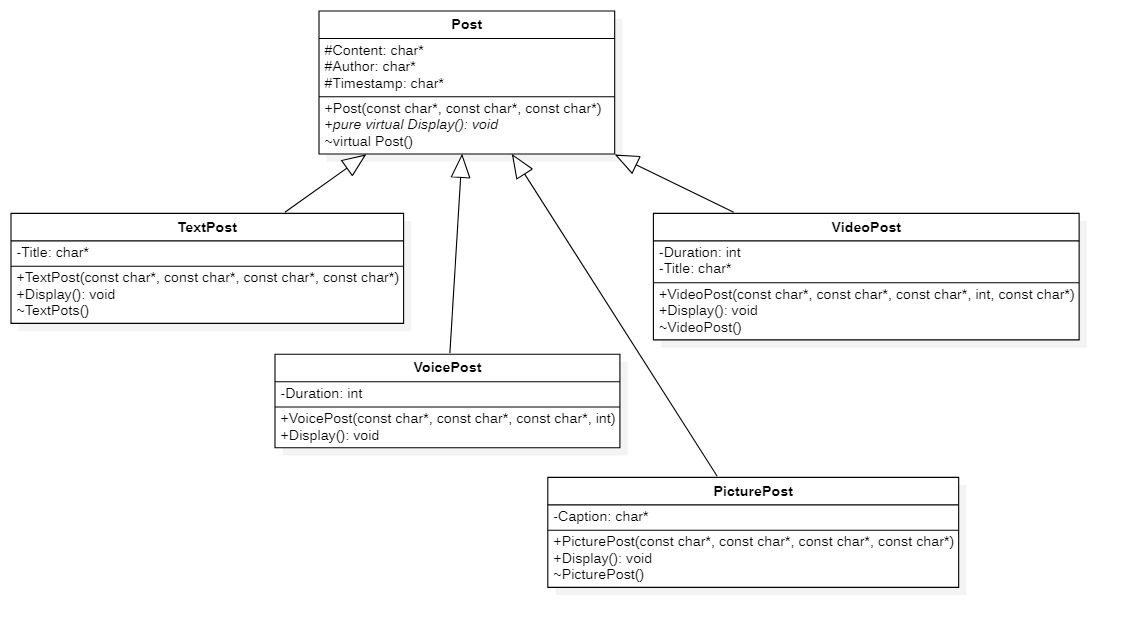 Post
#Content: char*
#Author: char*
#Timestamp: char*
+Post(const char*, const char*, const char*)
+pure virtual Display(): void
~virtual Post()
TextPost
-Title: char*
+TextPost(const char*, const char*, const char*, const char*)
+Display(): void
~TextPots()
VideoPost
-Duration: int
-Title: char*
+VideoPost(const char*, const char*, const char*, int, const char*)
+Display(): void
~VideoPost()
VoicePost
-Duration: int
+VoicePost(const char*, const char*, const char*, int)
+Display(): void
PicturePost
-Caption: char*
+PicturePost(const char*, const char*, const char*, const char*)
+Display(): void
~PicturePost()